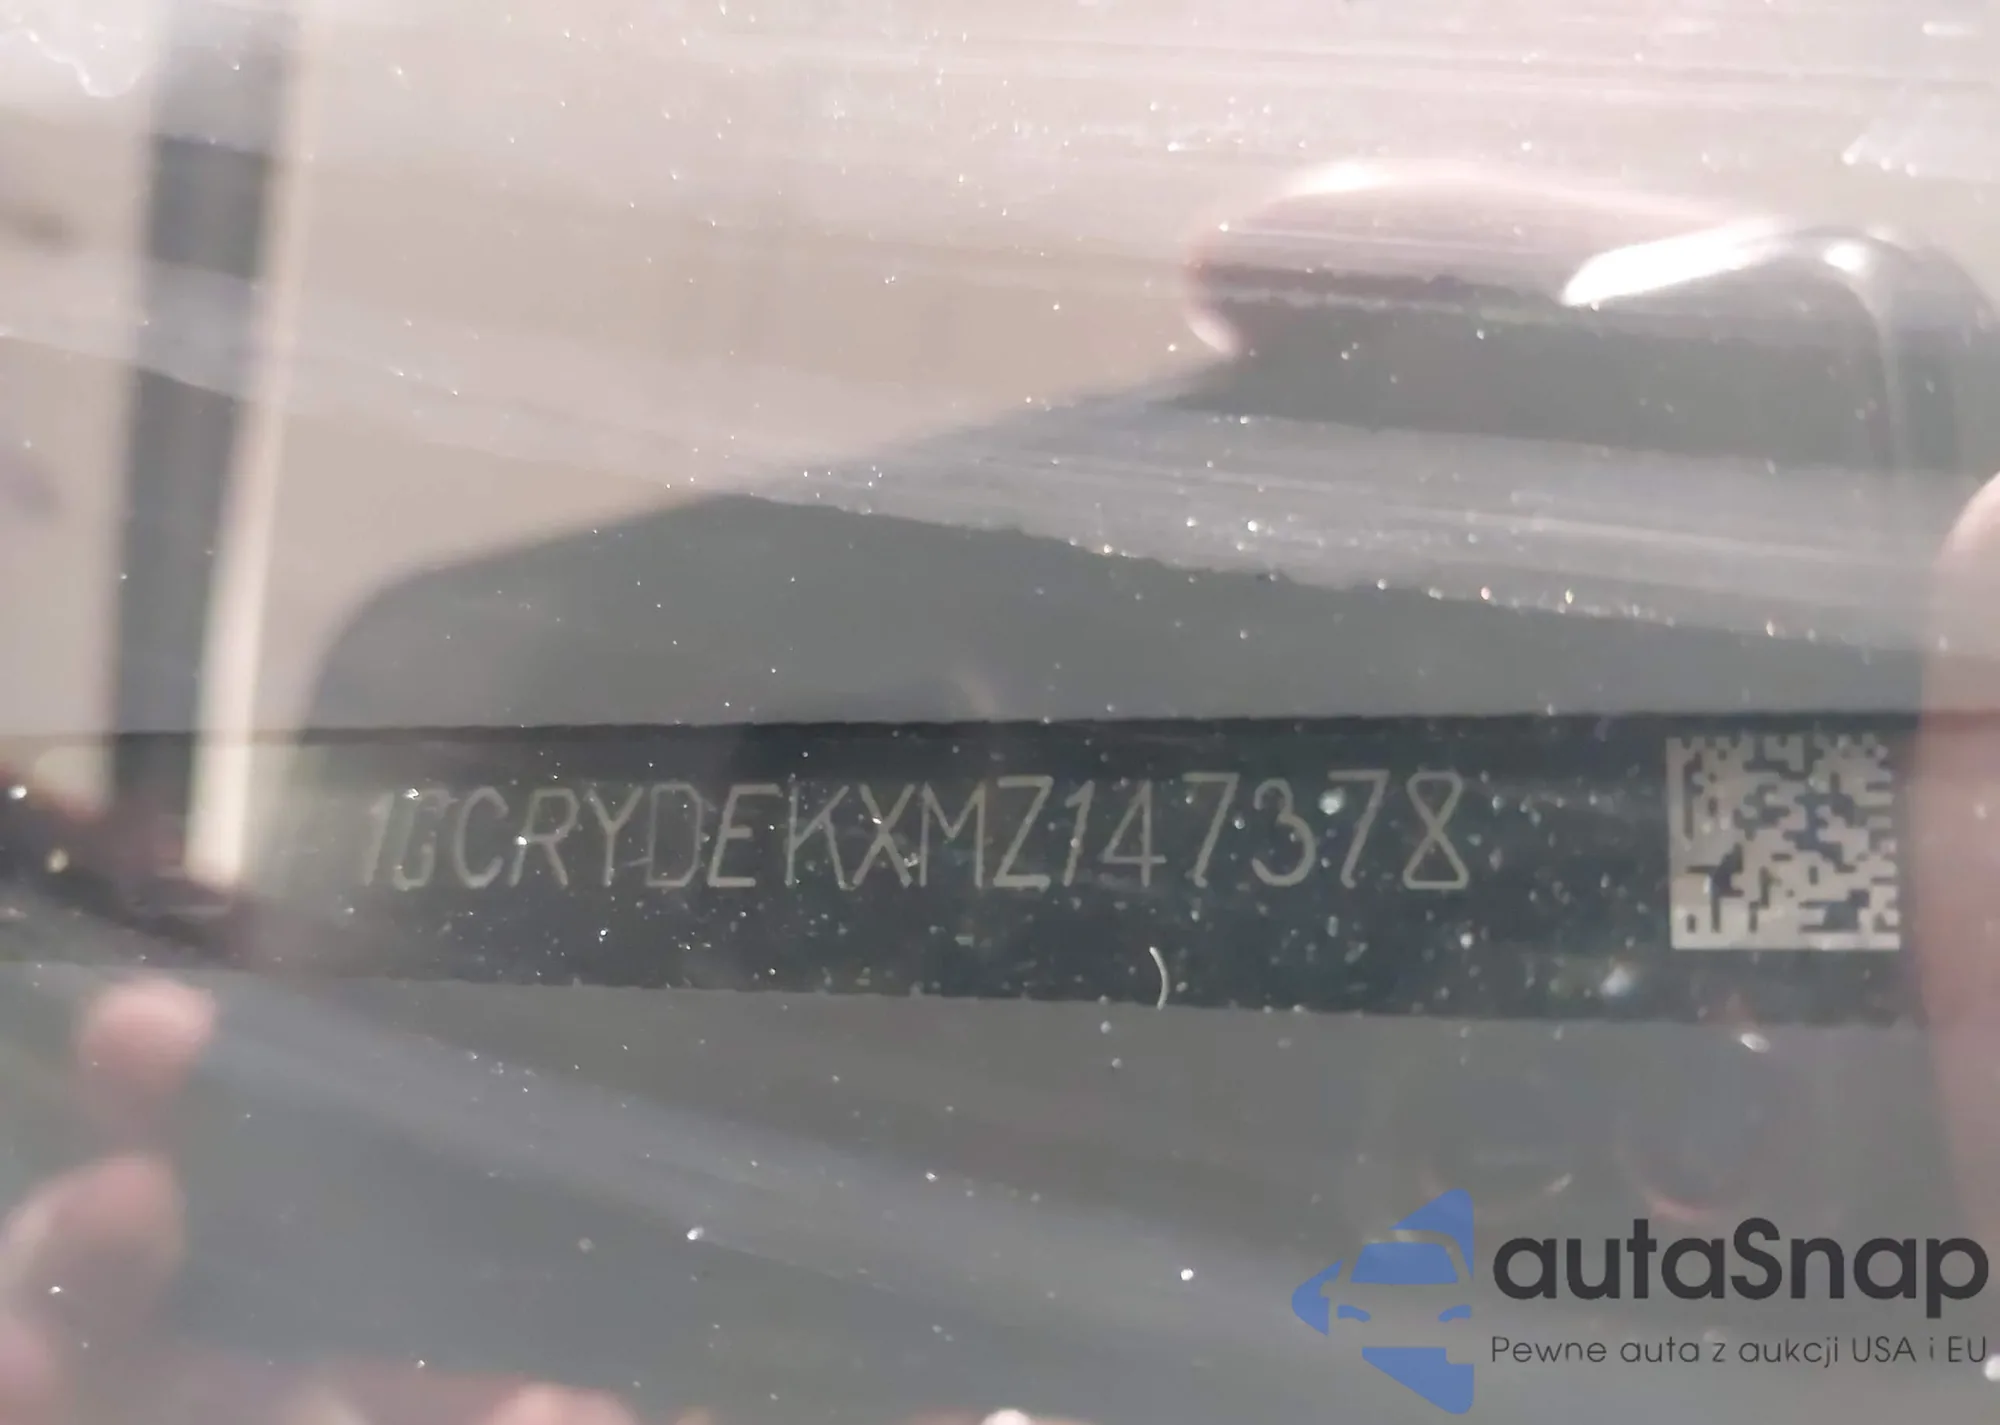 1GCRYDEKXMZ147378
autaSnap
Pewne auta z aukcji USA i EU